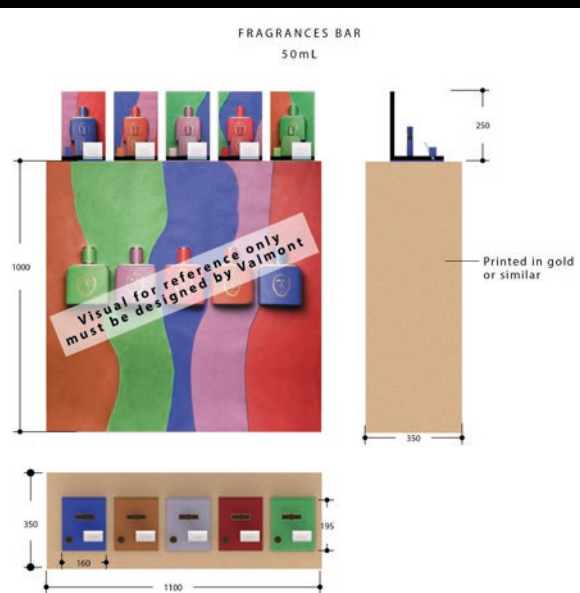 FRAGRANCES BAR
50mL
250
1000
Visual for reference only
must be designed by Valmont
Printed in gold
or similar
350
350
195
160
1100